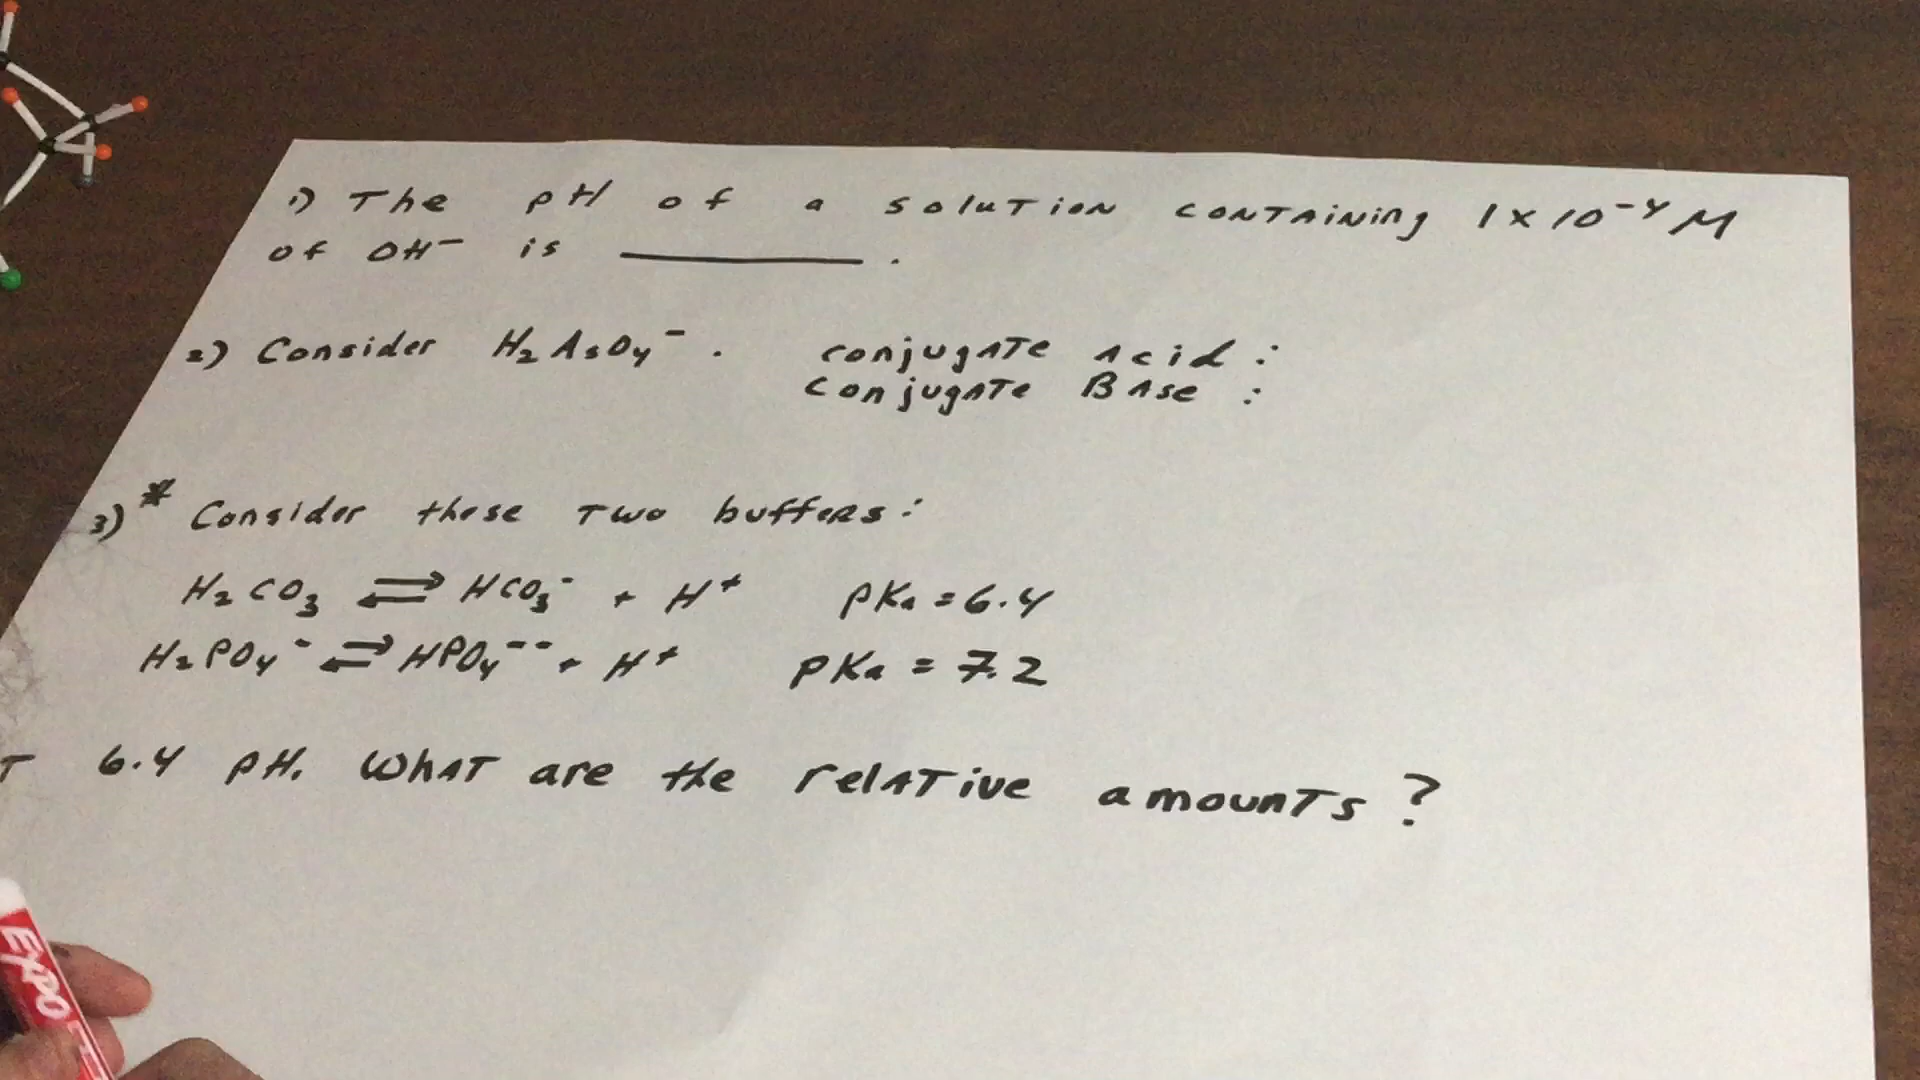 1) The pH of a solution containing 1 x 10⁻⁴ M
of OH⁻ is ________.
2) Consider H₂AsO₄⁻. conjugate acid:
conjugate Base:
3)* Consider these two buffers:
H₂CO₃ ⇌ HCO₃⁻ + H⁺ pKa = 6.4
H₂PO₄⁻ ⇌ HPO₄⁻⁻ + H⁺ pKa = 7.2
T 6.4 pH. What are the relative amounts?
EXPO